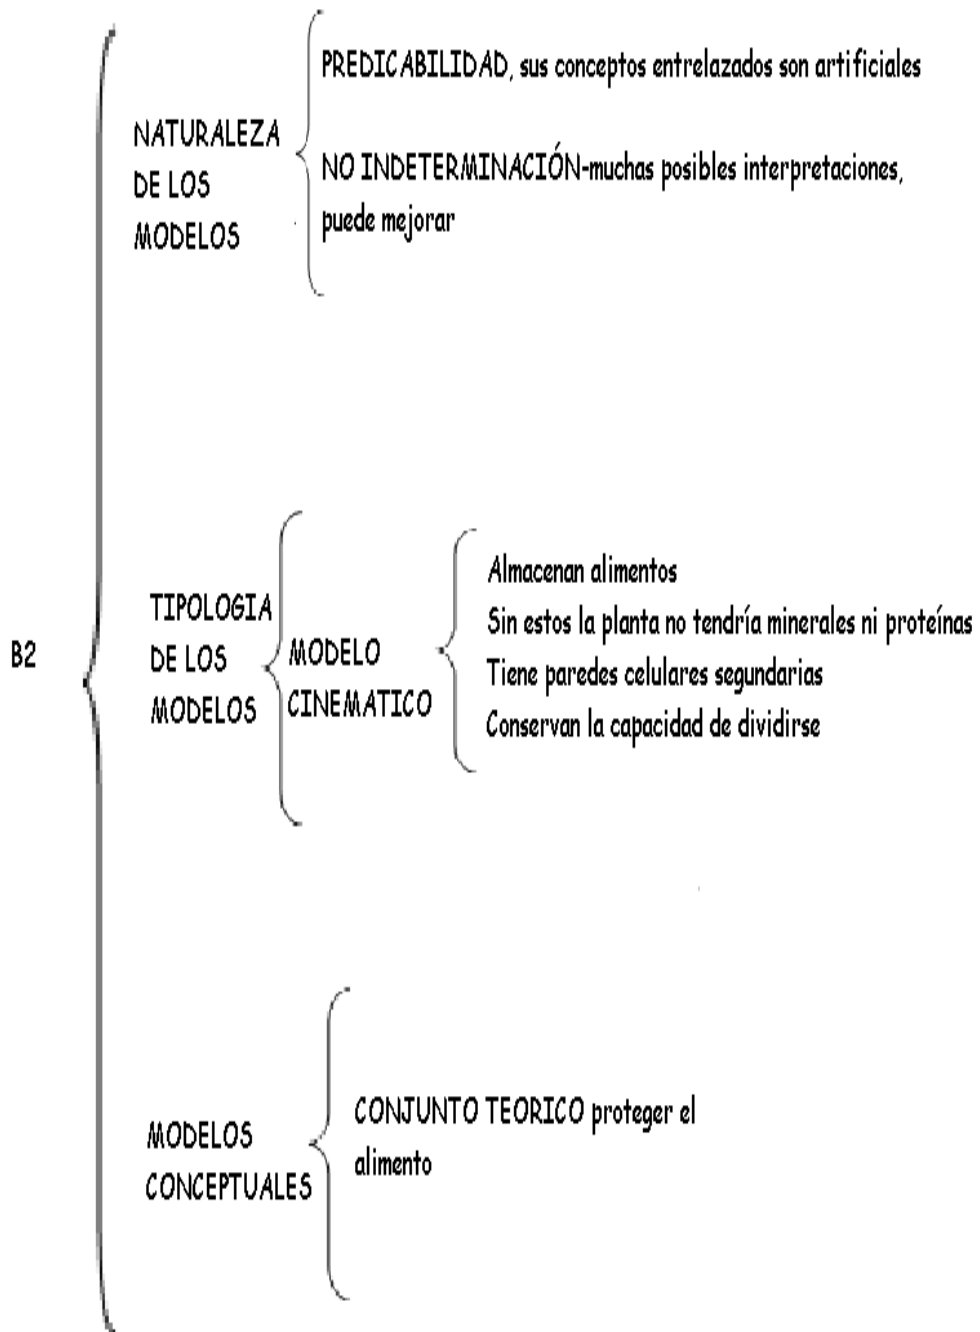 B2
NATURALEZA
DE LOS
MODELOS
PREDICABILIDAD, sus conceptos entrelazados son artificiales
NO INDETERMINACIÓN-muchas posibles interpretaciones,
puede mejorar
TIPOLOGIA
DE LOS
MODELOS
MODELO
CINEMATICO
Almacenan alimentos
Sin estos la planta no tendría minerales ni proteínas
Tiene paredes celulares segundarias
Conservan la capacidad de dividirse
MODELOS
CONCEPTUALES
CONJUNTO TEORICO proteger el
alimento